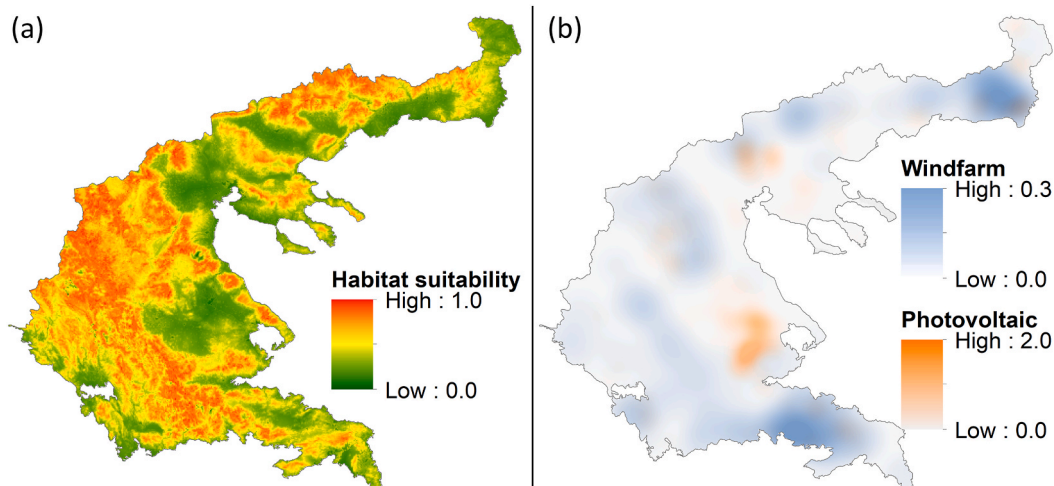 (a)
Habitat suitability
High : 1.0
Low : 0.0
(b)
Windfarm
High : 0.3
Low : 0.0
Photovoltaic
High : 2.0
Low : 0.0